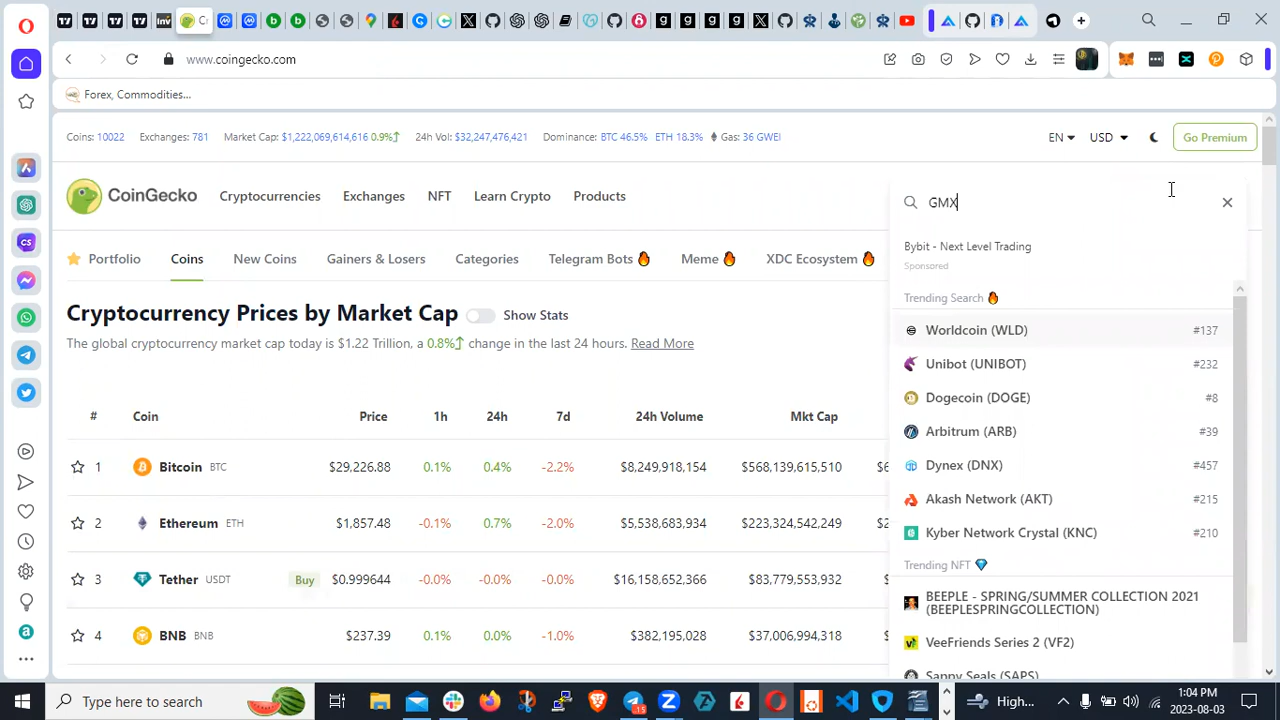 www.coingecko.com
Forex, Commodities...
Coins: 10022 Exchanges: 781 Market Cap: $1,222,069,614,616 0.9% 24h Vol: $32,247,476,421 Dominance: BTC 46.5% ETH 18.3% Gas: 36 GWEI
EN USD Go Premium
CoinGecko Cryptocurrencies Exchanges NFT Learn Crypto Products
GMX
Portfolio Coins New Coins Gainers & Losers Categories Telegram Bots Meme XDC Ecosystem
Bybit - Next Level Trading
Sponsored
Trending Search
Worldcoin (WLD) #137
Unibot (UNIBOT) #232
Dogecoin (DOGE) #8
Arbitrum (ARB) #39
Dynex (DNX) #457
Akash Network (AKT) #215
Kyber Network Crystal (KNC) #210
Trending NFT
BEEPLE - SPRING/SUMMER COLLECTION 2021
(BEEPLESPRINGCOLLECTION)
VeeFriends Series 2 (VF2)
Sappy Seals (SAPS)
Cryptocurrency Prices by Market Cap Show Stats
The global cryptocurrency market cap today is $1.22 Trillion, a 0.8% change in the last 24 hours. Read More
# Coin Price 1h 24h 7d 24h Volume Mkt Cap
1 Bitcoin BTC $29,226.88 0.1% 0.4% -2.2% $8,249,918,154 $568,139,615,510
2 Ethereum ETH $1,857.48 -0.1% 0.7% -2.0% $5,538,683,934 $223,324,542,249
3 Tether USDT Buy $0.999644 -0.0% -0.0% -0.0% $16,158,652,366 $83,779,553,932
4 BNB BNB $237.39 0.1% 0.0% -1.0% $382,195,028 $37,006,994,318
Type here to search
High...
1:04 PM
2023-08-03